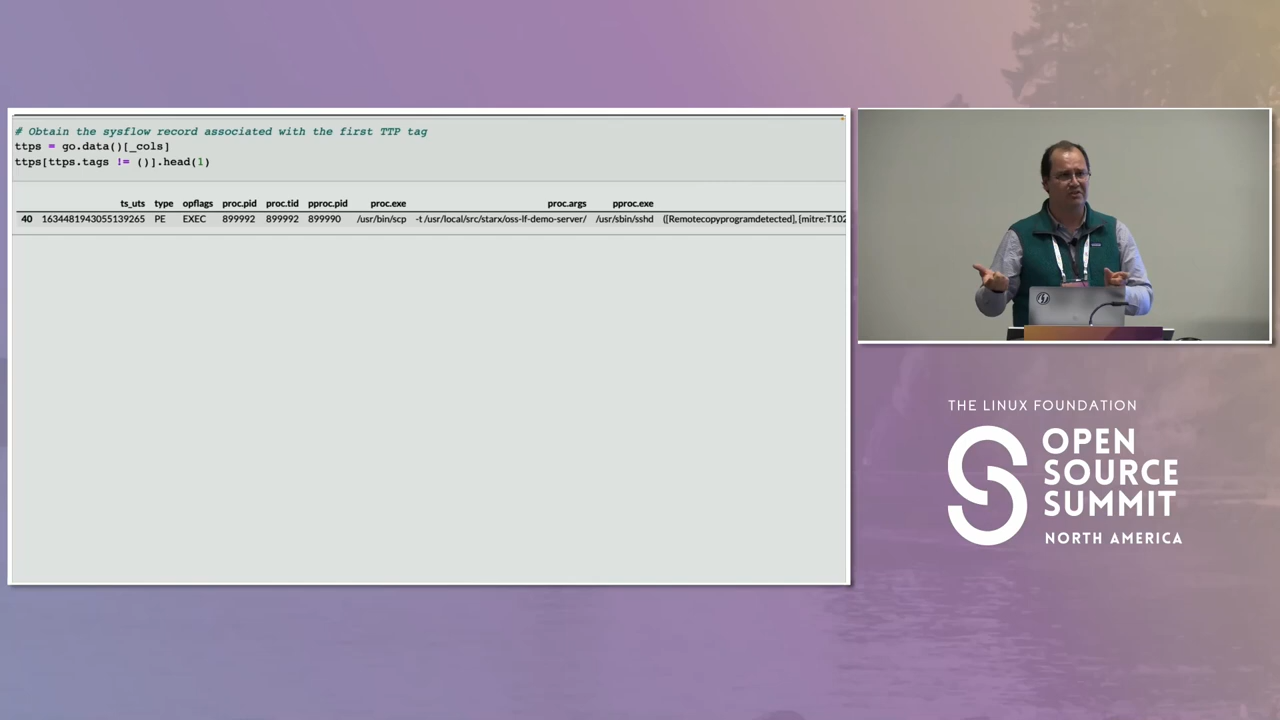 # Obtain the sysflow record associated with the first TTP tag
ttps = go.data()[_cols]
ttps[ttps.tags != ()].head(1)
ts_uts type opflags proc.pid proc.tid pproc.pid proc.exe proc.args pproc.exe
40 1634481943055139265 PE EXEC 899992 899992 899990 /usr/bin/scp -t /usr/local/src/starx/oss-lf-demo-server/ /usr/sbin/sshd ([Remotecopyprogramdetected], [mitre:T102
THE LINUX FOUNDATION
OPEN
SOURCE
SUMMIT
NORTH AMERICA